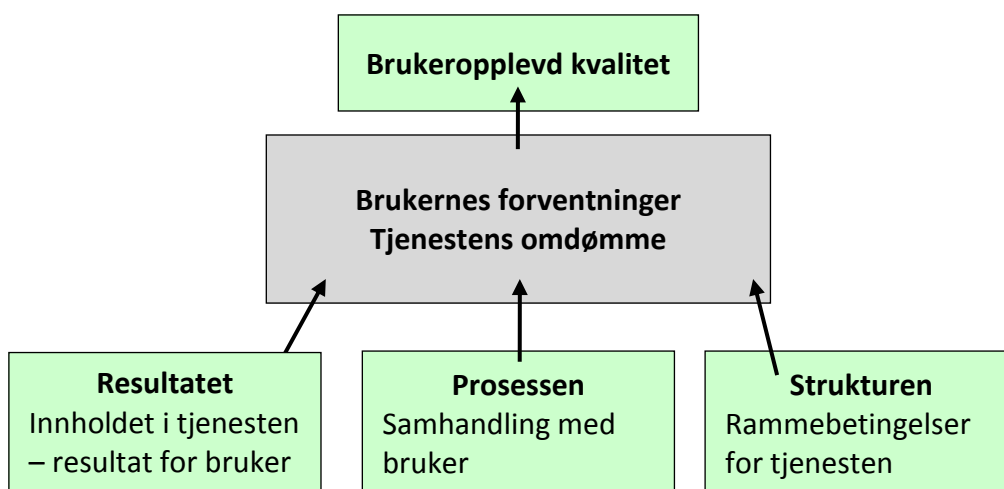 Brukeropplevd kvalitet
Brukernes forventninger
Tjenestens omdømme
Resultatet
Innholdet i tjenesten
– resultat for bruker
Prosessen
Samhandling med
bruker
Strukturen
Rammebetingelser
for tjenesten